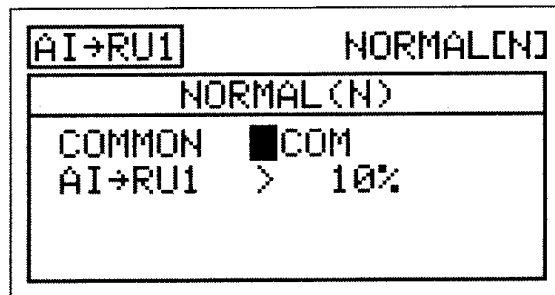 AI→RU1 NORMAL[N]
NORMAL(N)
COMMON █COM
AI→RU1 > 10%